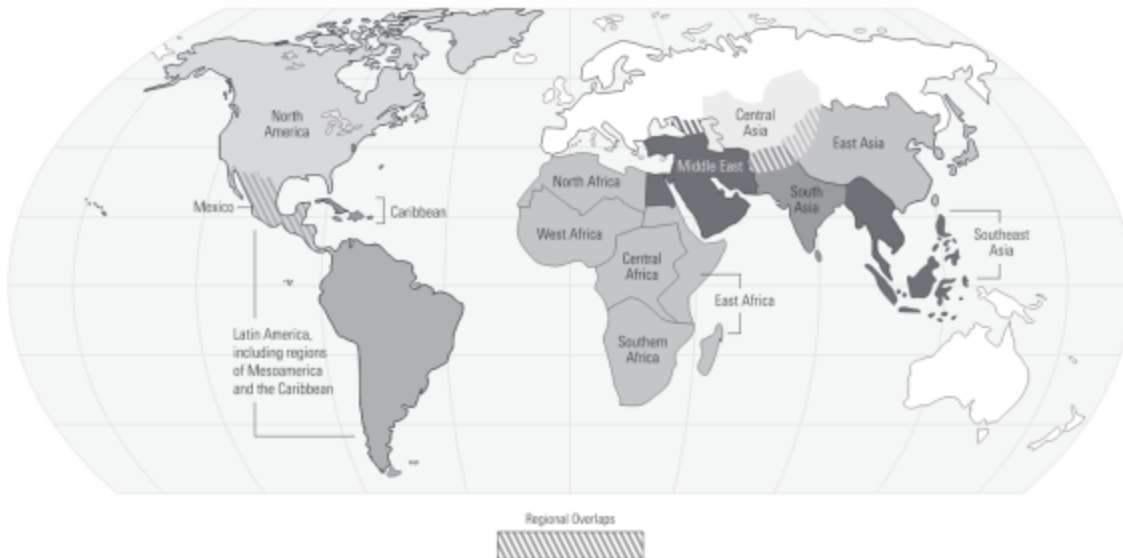 North
America
Central
Asia
East Asia
Middle East
North Africa
South
Asia
Mexico
Caribbean
West Africa
Southeast
Asia
Central
Africa
East Africa
Latin America,
including regions
of Mesoamerica
and the Caribbean
Southern
Africa
Regional Overlaps